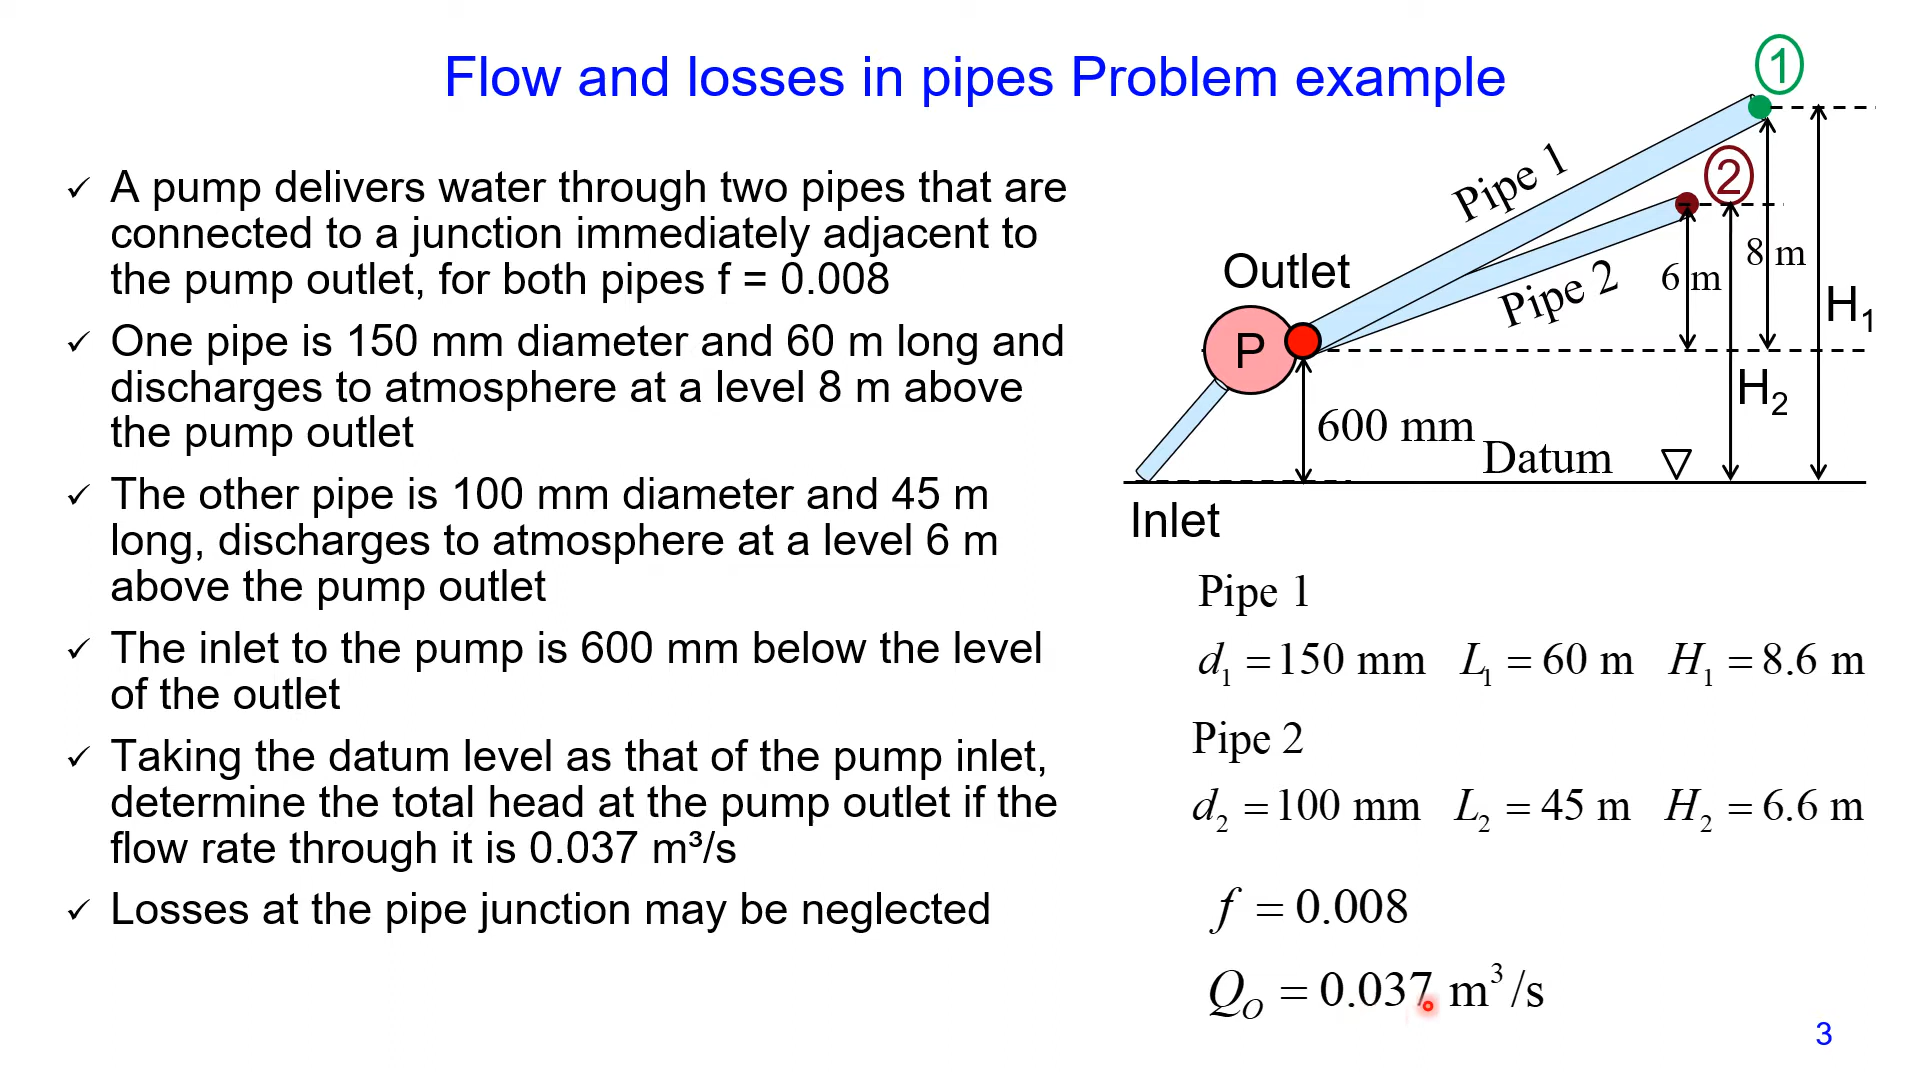 Flow and losses in pipes Problem example
✓ A pump delivers water through two pipes that are
connected to a junction immediately adjacent to
the pump outlet, for both pipes f = 0.008
✓ One pipe is 150 mm diameter and 60 m long and
discharges to atmosphere at a level 8 m above
the pump outlet
✓ The other pipe is 100 mm diameter and 45 m
long, discharges to atmosphere at a level 6 m
above the pump outlet
✓ The inlet to the pump is 600 mm below the level
of the outlet
✓ Taking the datum level as that of the pump inlet,
determine the total head at the pump outlet if the
flow rate through it is 0.037 m³/s
✓ Losses at the pipe junction may be neglected
1
Pipe 1
2
Outlet
8 m
6 m
Pipe 2
H₁
P
H₂
600 mm
Datum
Inlet
Pipe 1
d₁ = 150 mm L₁ = 60 m H₁ = 8.6 m
Pipe 2
d₂ = 100 mm L₂ = 45 m H₂ = 6.6 m
f = 0.008
Q_O = 0.037 m³/s
3